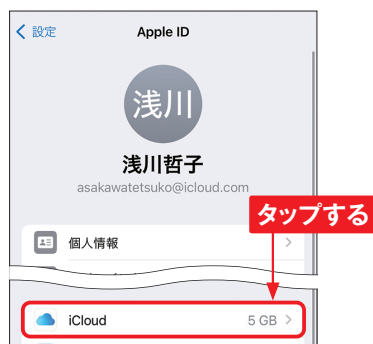 設定
Apple ID
浅川
浅川哲子
asakawatetsuko@icloud.com
タップする
個人情報
iCloud
5 GB